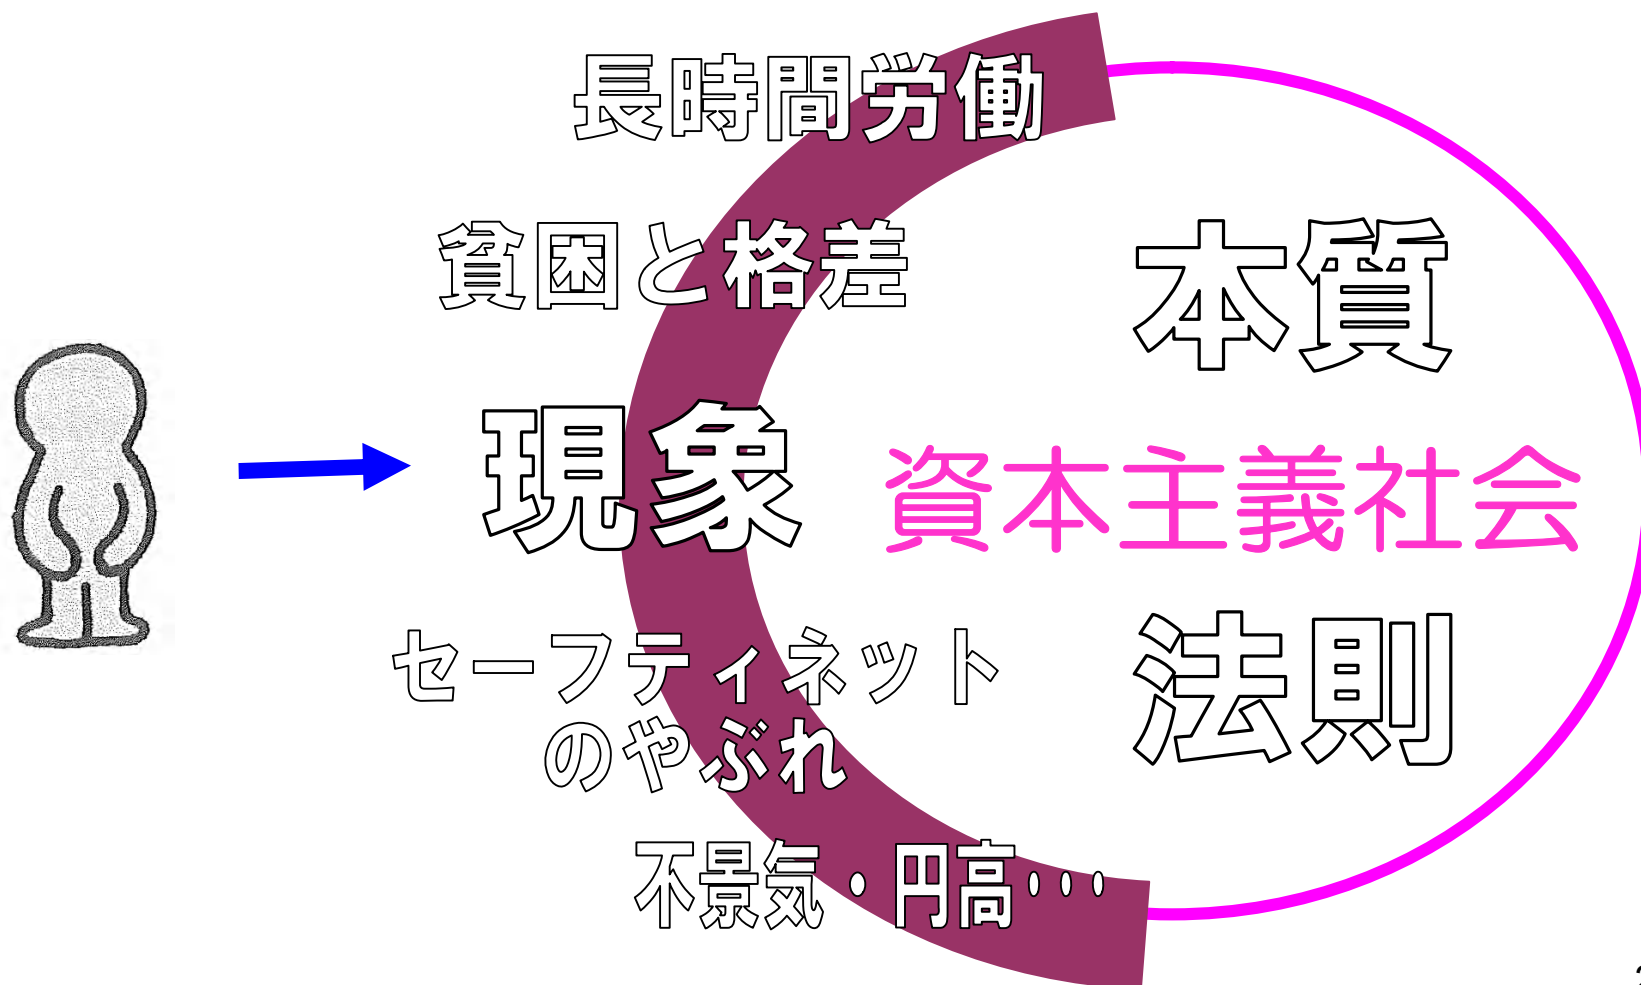 長時間労働
貧困と格差
本質
現象
資本主義社会
セーフティネット
のやぶれ
法則
不景気・円高･･･